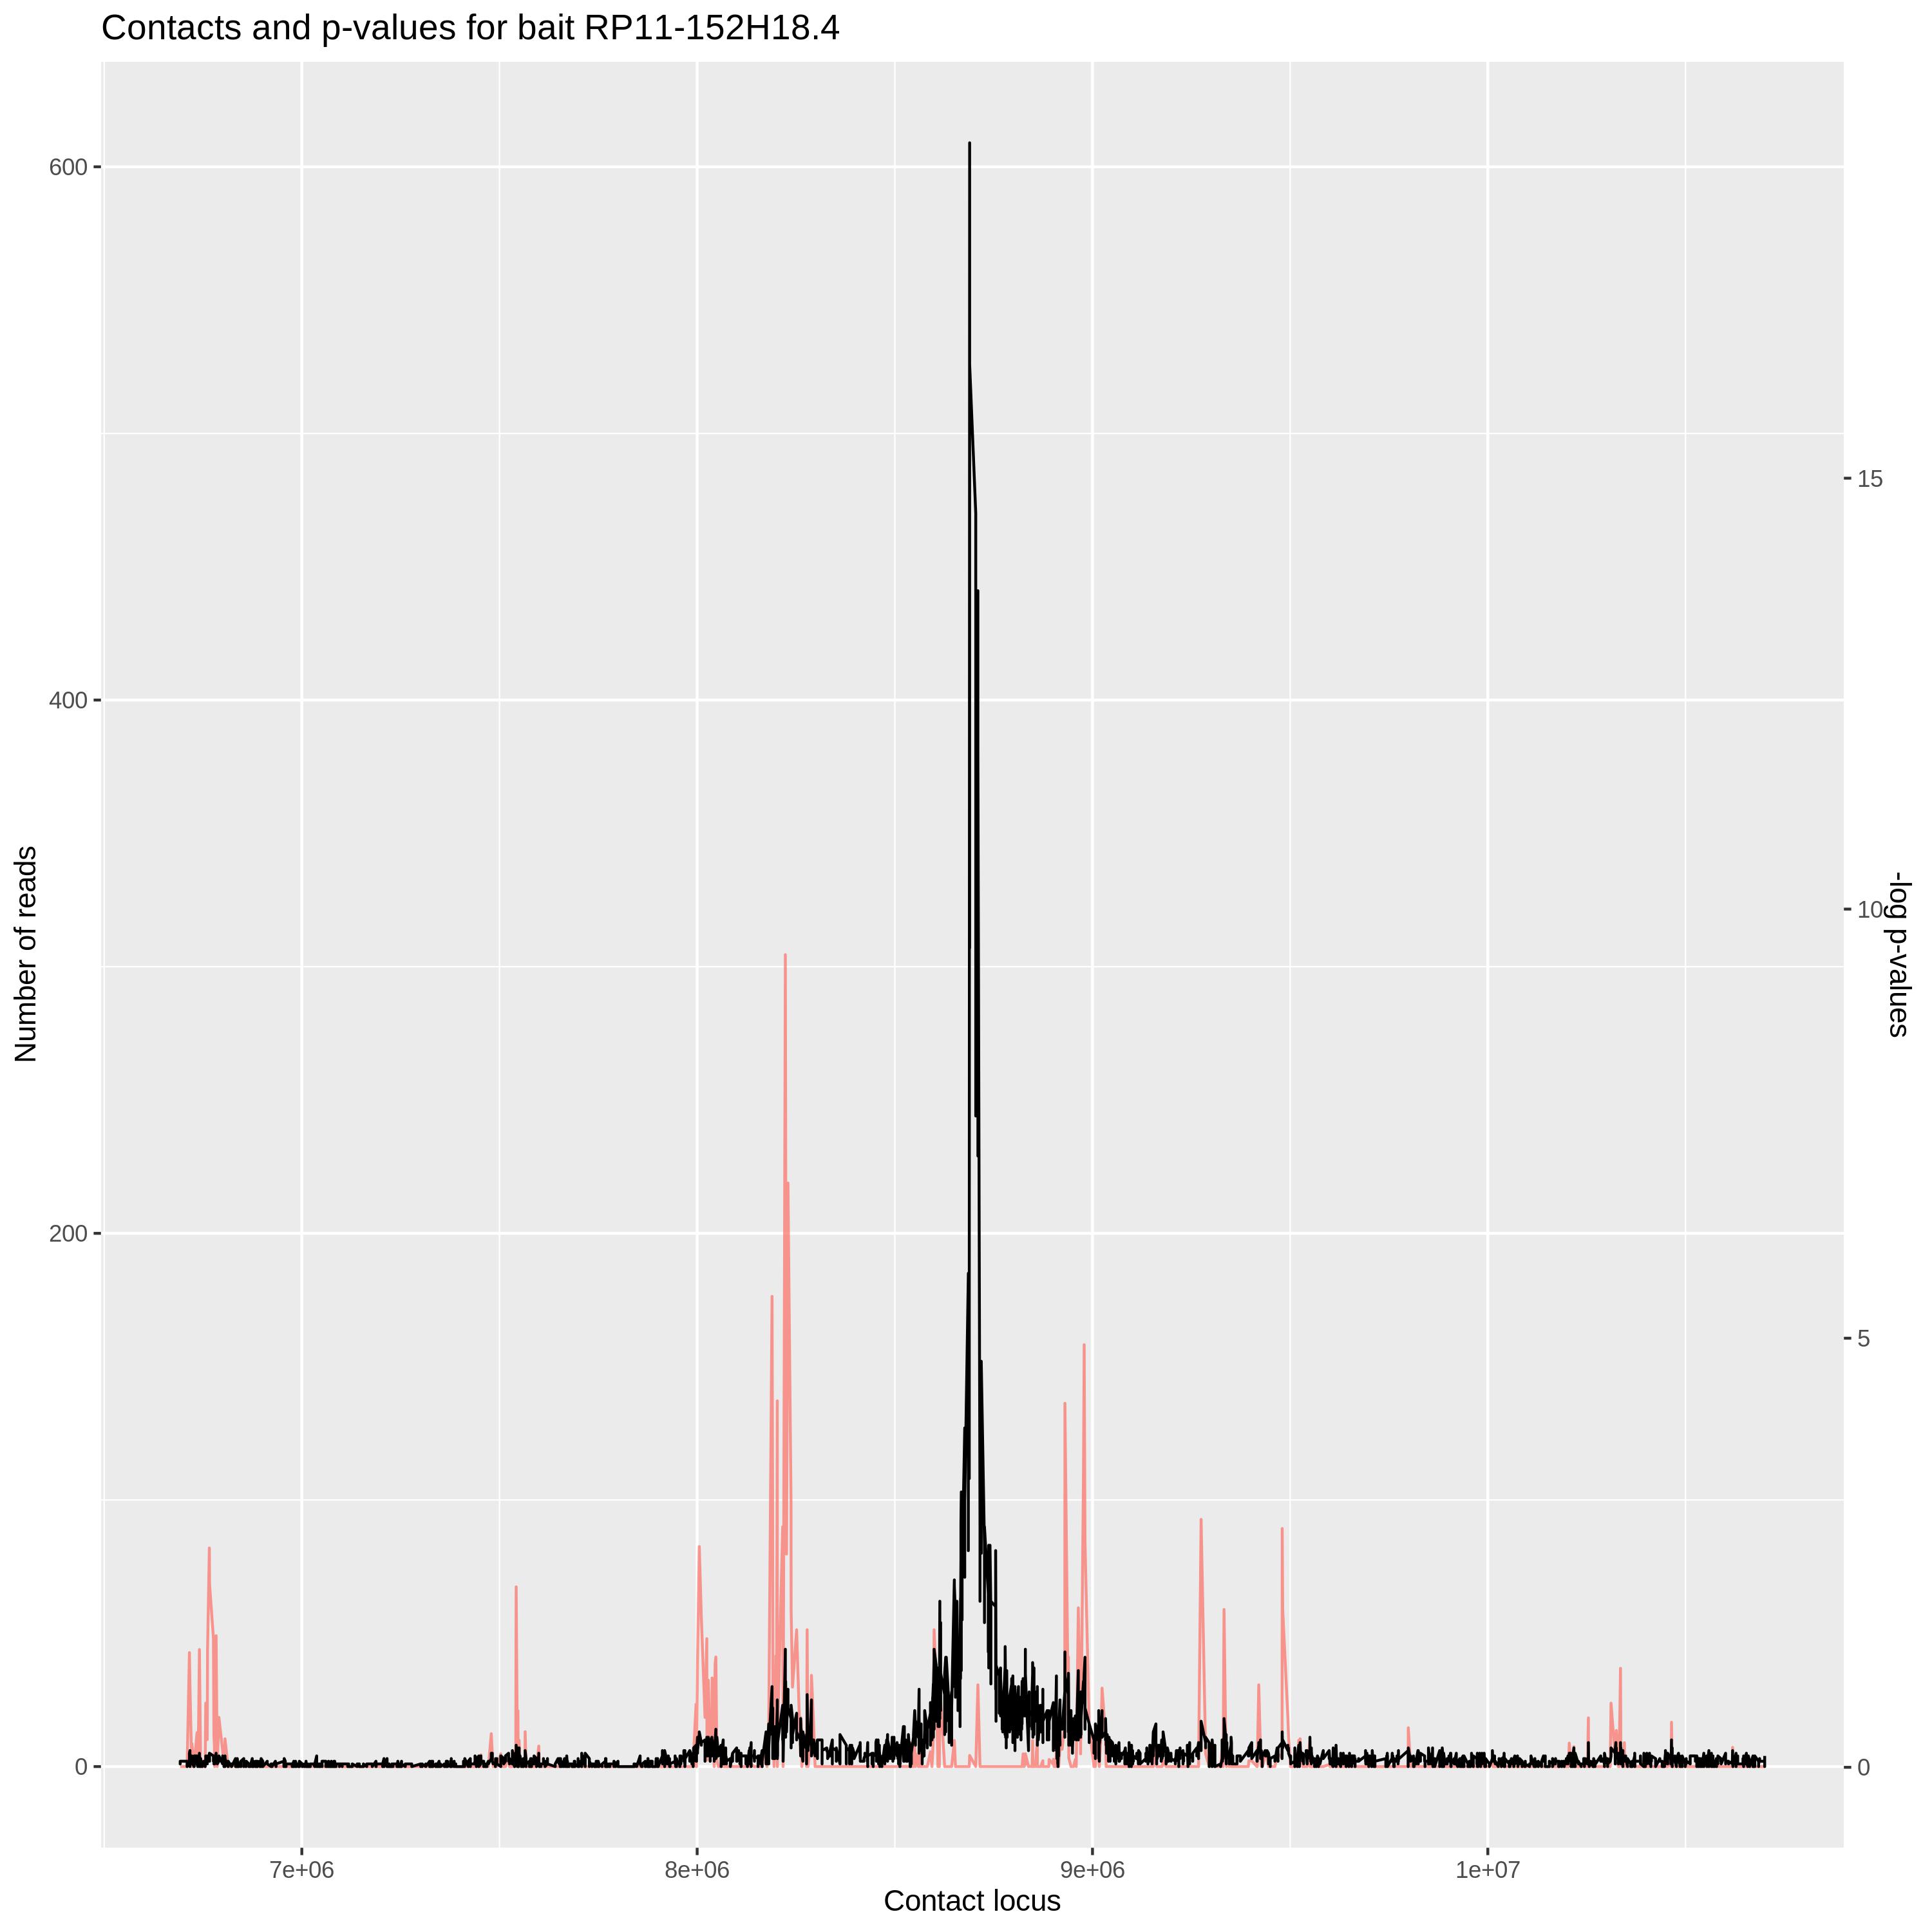 Contacts and p-values for bait RP11-152H18.4
600
400
200
0
Number of reads
15
10
5
0
-log p-values
7e+06
8e+06
9e+06
1e+07
Contact locus